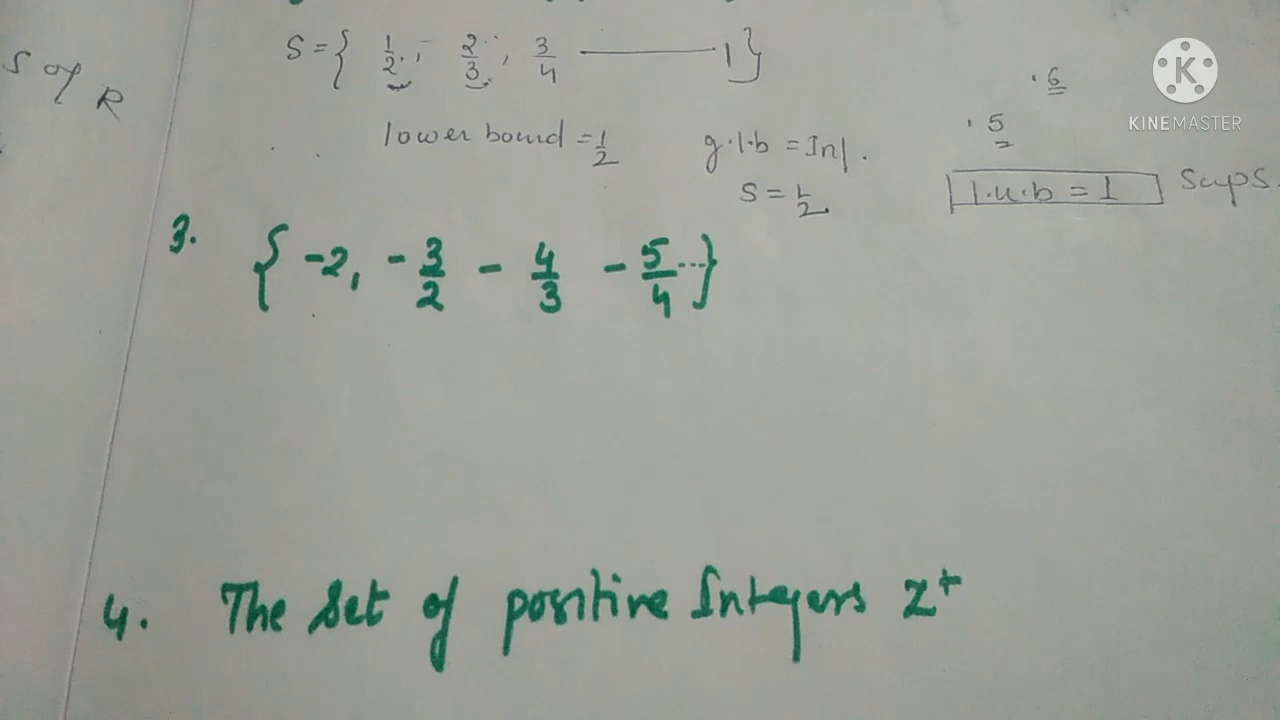 S = { 1/2, 2/3, 3/4 ——— 1 }
S of R
. 6
KINEMASTER
. 5
lower bound = 1/2
g.l.b = Inf.
S = 1/2
l.u.b = 1 Sup S.
3. { -2, - 3/2 - 4/3 - 5/4 ... }
4. The set of positive Integers Z+